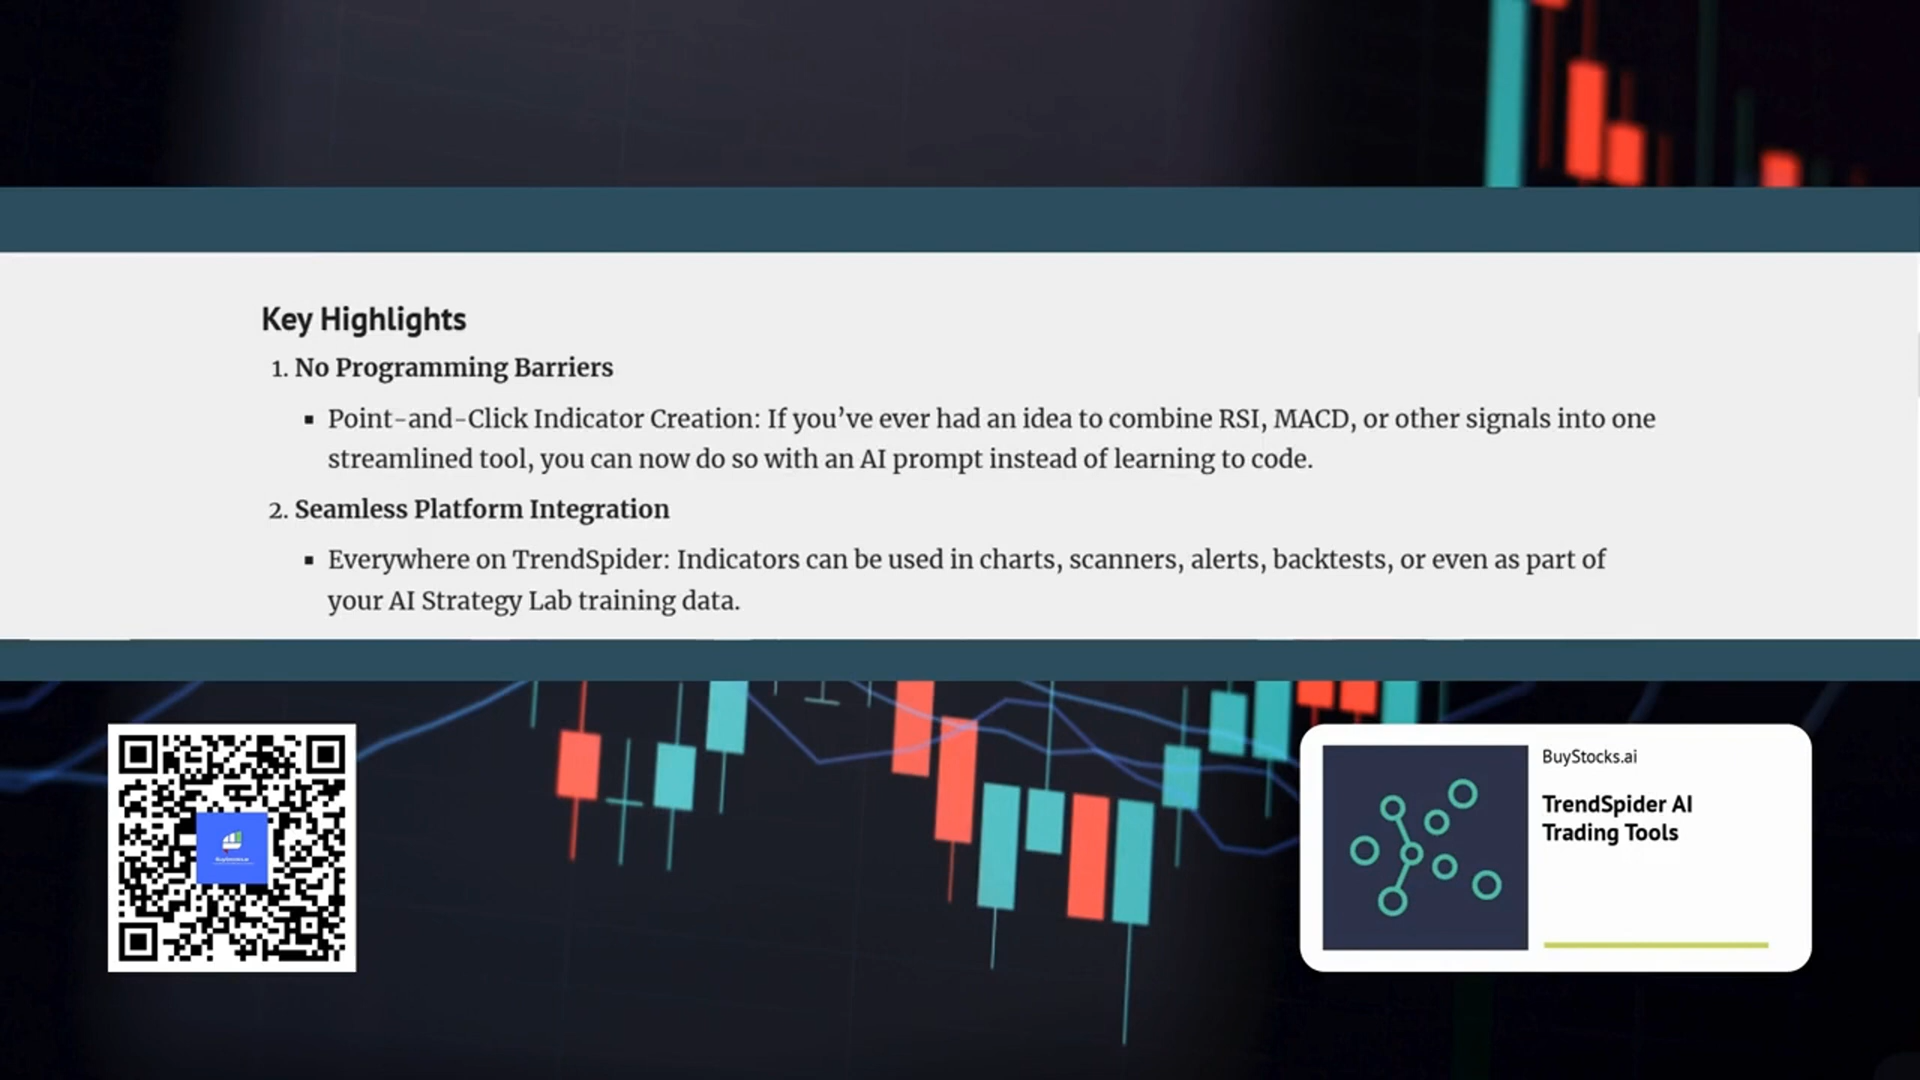 Key Highlights
1. No Programming Barriers
▪ Point-and-Click Indicator Creation: If you’ve ever had an idea to combine RSI, MACD, or other signals into one
streamlined tool, you can now do so with an AI prompt instead of learning to code.
2. Seamless Platform Integration
▪ Everywhere on TrendSpider: Indicators can be used in charts, scanners, alerts, backtests, or even as part of
your AI Strategy Lab training data.
BuyStocks.ai
TrendSpider AI
Trading Tools